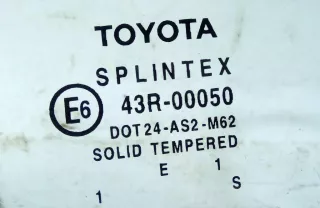 TOYOTA
SPLINTEX
E6 43R-00050
DOT24-AS2-M62
SOLID TEMPERED
E 1
1 S